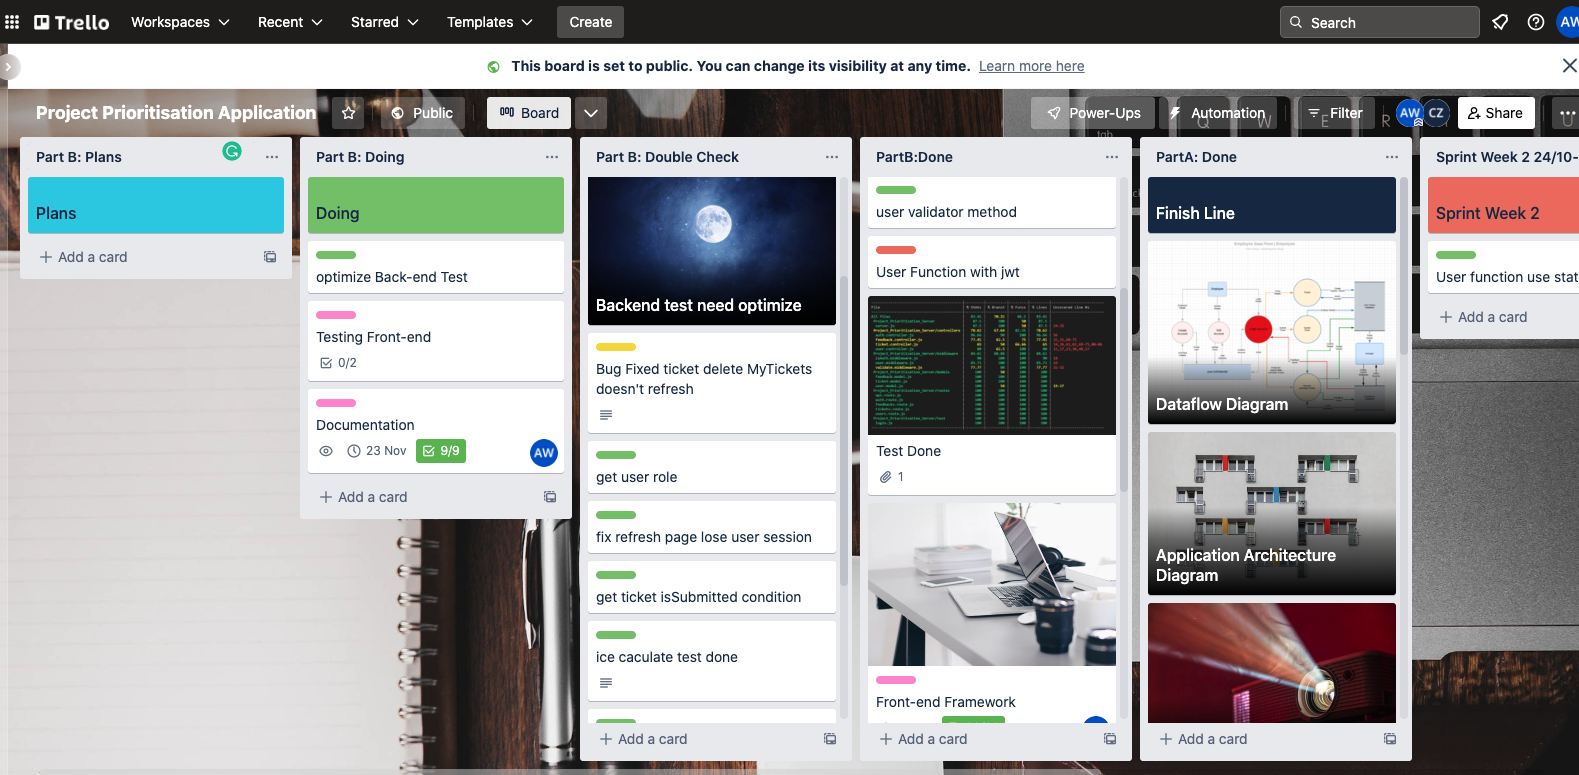 Trello
Workspaces
Recent
Starred
Templates
Create
Search
AW
This board is set to public. You can change its visibility at any time. Learn more here
Project Prioritisation Application
Public
Board
Power-Ups
Automation
Filter
AW
CZ
Share
Part B: Plans
Plans
Add a card
Part B: Doing
Doing
optimize Back-end Test
Testing Front-end
0/2
Documentation
23 Nov
9/9
AW
Add a card
Part B: Double Check
Backend test need optimize
Bug Fixed ticket delete MyTickets
doesn't refresh
get user role
fix refresh page lose user session
get ticket isSubmitted condition
ice caculate test done
Add a card
PartB:Done
user validator method
User Function with jwt
Test Done
1
Front-end Framework
Add a card
PartA: Done
Finish Line
Dataflow Diagram
Application Architecture
Diagram
Add a card
Sprint Week 2 24/10-
Sprint Week 2
User function use stat
Add a card